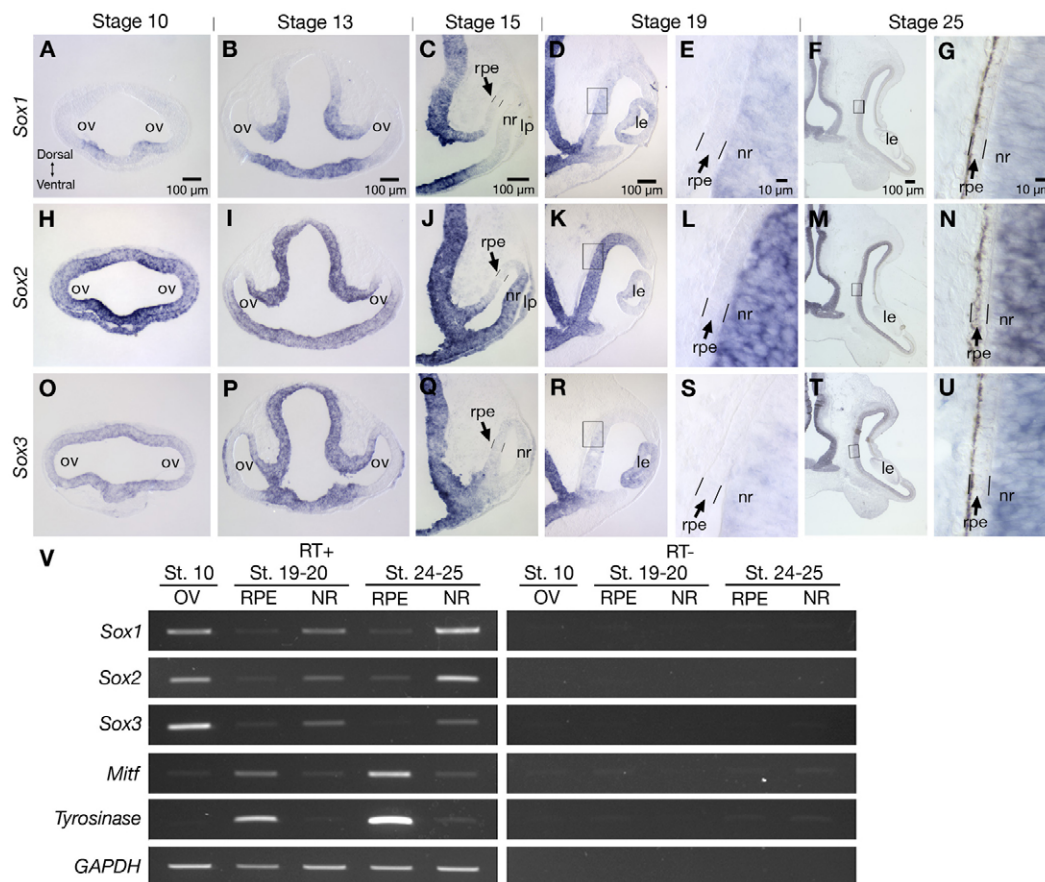 Stage 10 Stage 13 Stage 15 Stage 19 Stage 25
A B C D E F G
Sox1
ov ov ov ov rpe nr lp le rpe nr le rpe nr
Dorsal
Ventral
100 µm 100 µm 100 µm 100 µm 10 µm 100 µm 10 µm
H I J K L M N
Sox2
ov ov ov ov rpe nr lp le rpe nr le rpe nr
O P Q R S T U
Sox3
ov ov ov ov rpe nr le rpe nr le rpe nr
V
RT+ RT-
St. 10 St. 19-20 St. 24-25 St. 10 St. 19-20 St. 24-25
OV RPE NR RPE NR OV RPE NR RPE NR
Sox1
Sox2
Sox3
Mitf
Tyrosinase
GAPDH